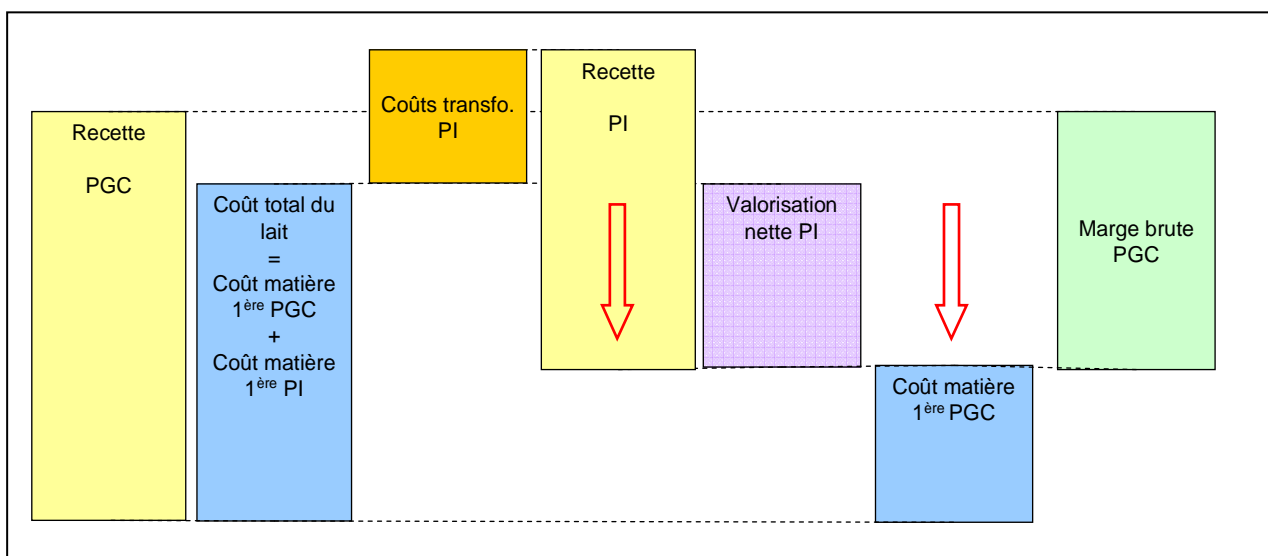 Recette
PGC
Coût total du
lait
=
Coût matière
1ère PGC
+
Coût matière
1ère PI
Coûts transfo.
PI
Recette
PI
Valorisation
nette PI
Coût matière
1ère PGC
Marge brute
PGC